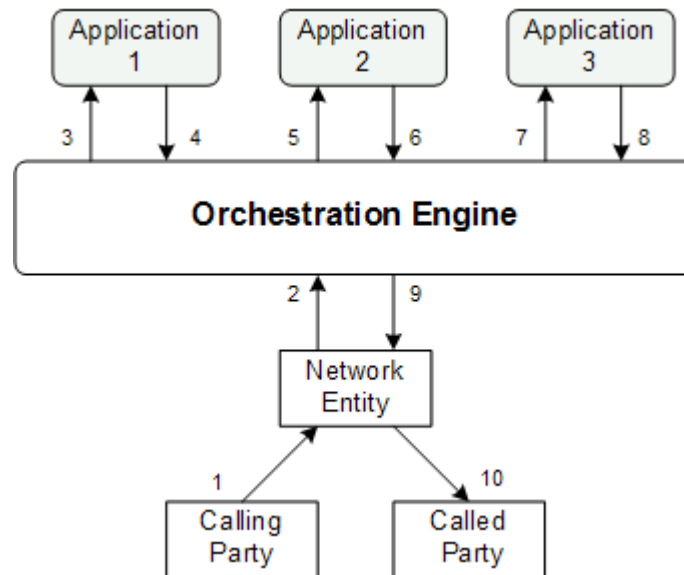 Application
1
Application
2
Application
3
3
4
5
6
7
8
Orchestration Engine
2
9
Network
Entity
1
10
Calling
Party
Called
Party